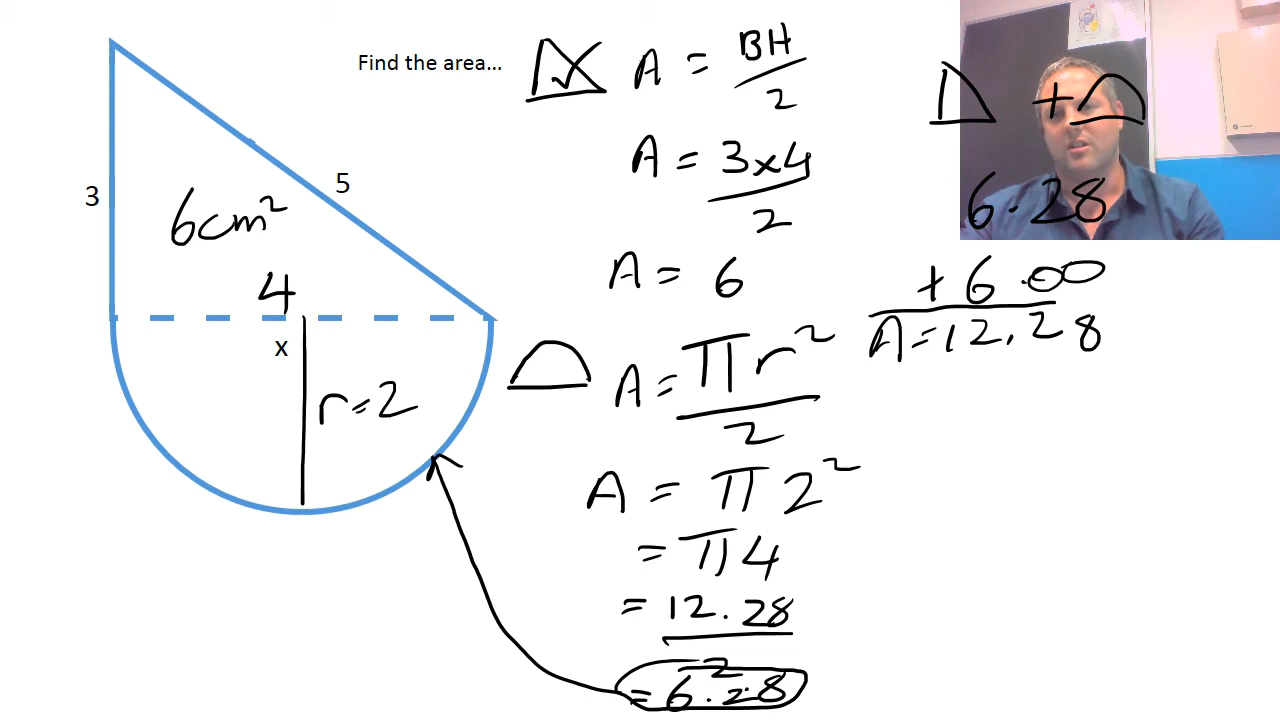 Find the area...
3
5
6cm²
4
x
r=2
A = BH/2
A = 3x4/2
A = 6
A = πr²/2
A = π2²
= π4
= 12.28
2
= 6.28
+
6.28
+6.00
A=12.28